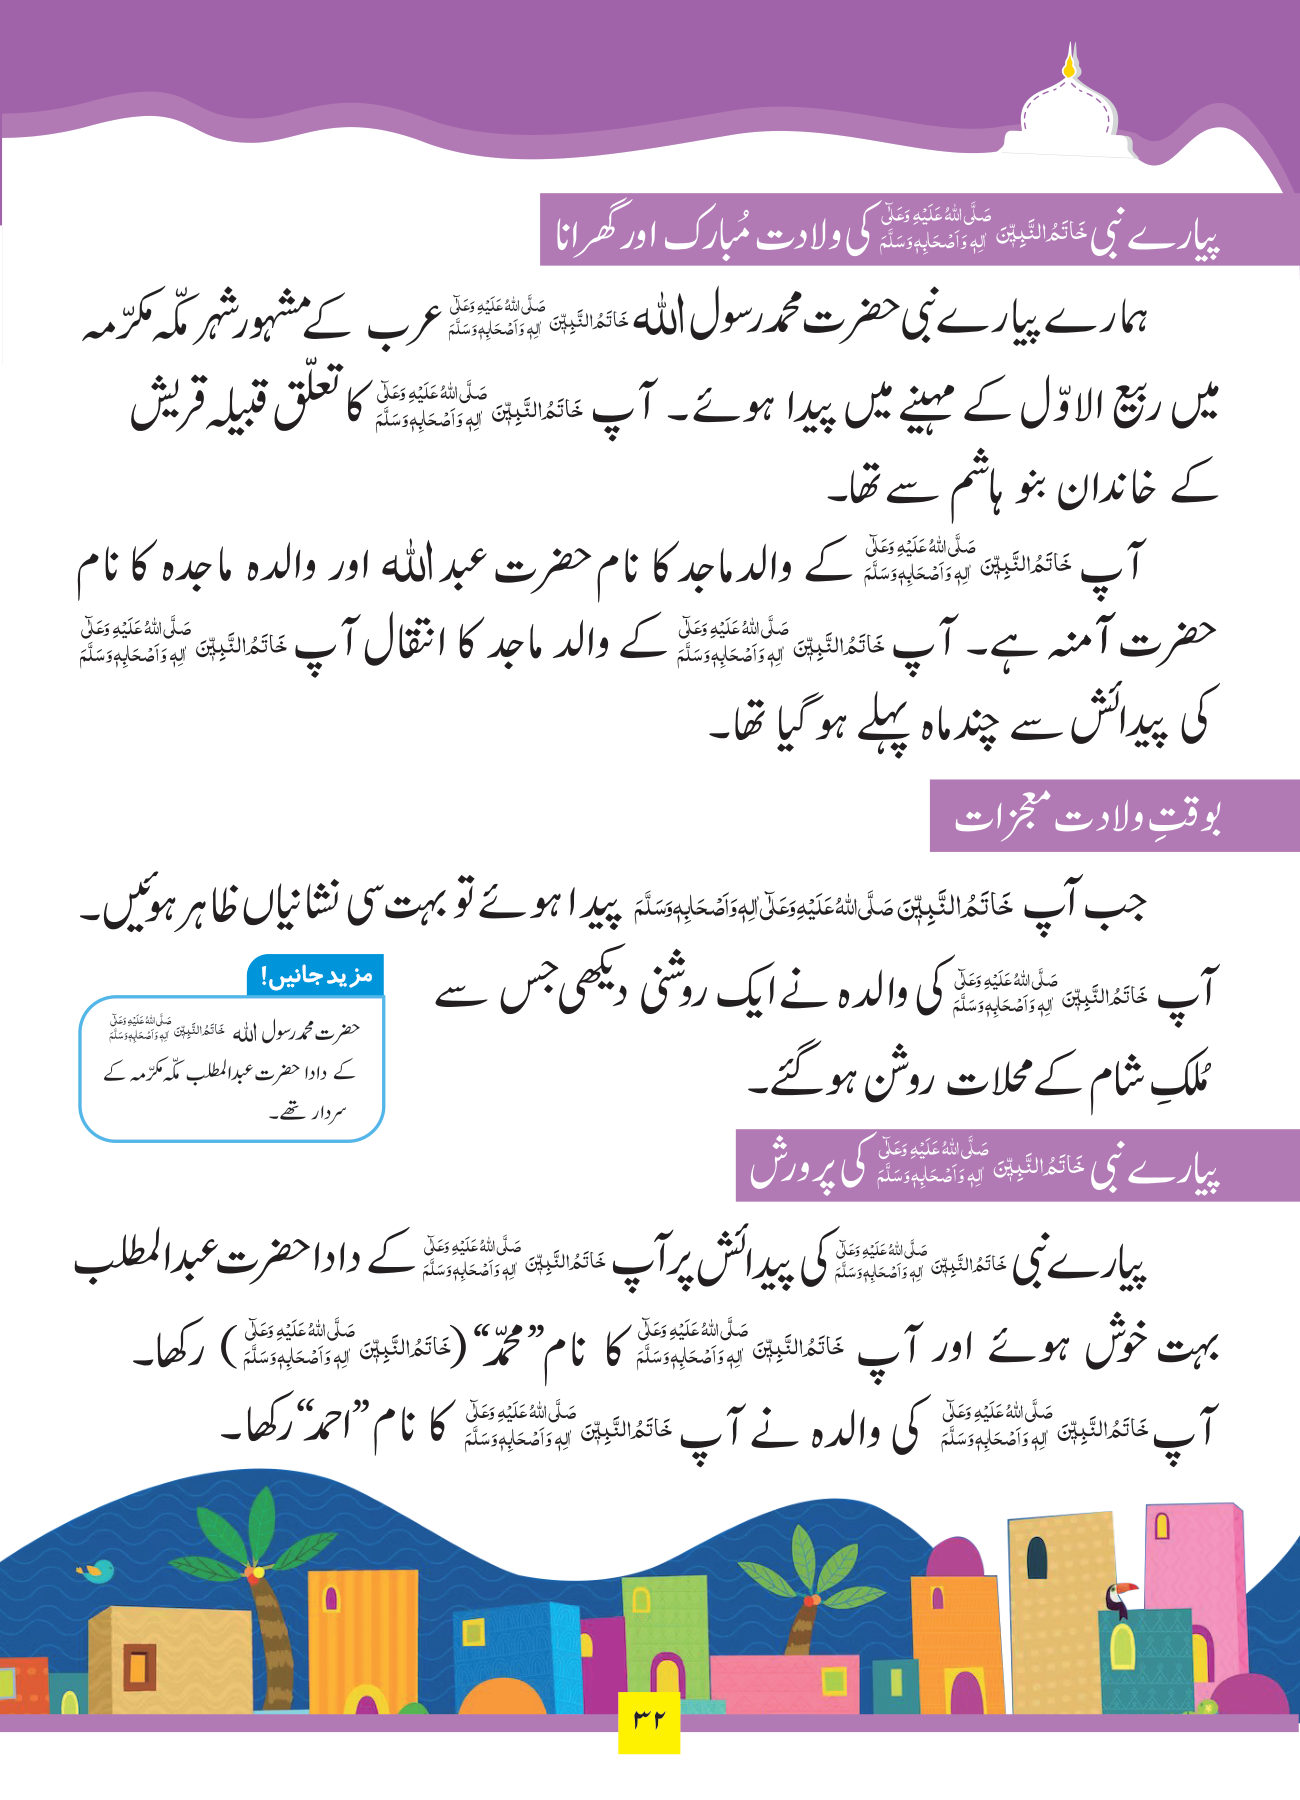 پیارے نبی خَاتَمُ النَّبِیّٖنَ صَلَّی اللّٰہُ عَلَیْہِ وَعَلٰٓی اٰلِہٖ وَاَصْحَابِہٖ وَسَلَّمَ کی ولادت مُبارک اور گھرانا
ہمارے پیارے نبی حضرت محمد رسول اللہ خَاتَمُ النَّبِیّٖنَ صَلَّی اللّٰہُ عَلَیْہِ وَعَلٰٓی اٰلِہٖ وَاَصْحَابِہٖ وَسَلَّمَ عرب کے مشہور شہر مکّہ مکرّمہ
میں ربیع الاوّل کے مہینے میں پیدا ہوئے۔ آپ خَاتَمُ النَّبِیّٖنَ صَلَّی اللّٰہُ عَلَیْہِ وَعَلٰٓی اٰلِہٖ وَاَصْحَابِہٖ وَسَلَّمَ کا تعلّق قبیلہ قریش
کے خاندان بنو ہاشم سے تھا۔
آپ خَاتَمُ النَّبِیّٖنَ صَلَّی اللّٰہُ عَلَیْہِ وَعَلٰٓی اٰلِہٖ وَاَصْحَابِہٖ وَسَلَّمَ کے والد ماجد کا نام حضرت عبد اللہ اور والدہ ماجدہ کا نام
حضرت آمنہ ہے۔ آپ خَاتَمُ النَّبِیّٖنَ صَلَّی اللّٰہُ عَلَیْہِ وَعَلٰٓی اٰلِہٖ وَاَصْحَابِہٖ وَسَلَّمَ کے والد ماجد کا انتقال آپ خَاتَمُ النَّبِیّٖنَ صَلَّی اللّٰہُ عَلَیْہِ وَعَلٰٓی اٰلِہٖ وَاَصْحَابِہٖ وَسَلَّمَ
کی پیدائش سے چند ماہ پہلے ہو گیا تھا۔
بوقتِ ولادت معجزات
جب آپ خَاتَمُ النَّبِیّٖنَ صَلَّی اللّٰہُ عَلَیْہِ وَعَلٰٓی اٰلِہٖ وَاَصْحَابِہٖ وَسَلَّمَ پیدا ہوئے تو بہت سی نشانیاں ظاہر ہوئیں۔
آپ خَاتَمُ النَّبِیّٖنَ صَلَّی اللّٰہُ عَلَیْہِ وَعَلٰٓی اٰلِہٖ وَاَصْحَابِہٖ وَسَلَّمَ کی والدہ نے ایک روشنی دیکھی جس سے
مُلکِ شام کے محلات روشن ہو گئے۔
مزید جانیں!
حضرت محمد رسول اللہ خَاتَمُ النَّبِیّٖنَ صَلَّی اللّٰہُ عَلَیْہِ وَعَلٰٓی اٰلِہٖ وَاَصْحَابِہٖ وَسَلَّمَ
کے دادا حضرت عبدالمطلب مکّہ مکرّمہ کے
سردار تھے۔
پیارے نبی خَاتَمُ النَّبِیّٖنَ صَلَّی اللّٰہُ عَلَیْہِ وَعَلٰٓی اٰلِہٖ وَاَصْحَابِہٖ وَسَلَّمَ کی پرورش
پیارے نبی خَاتَمُ النَّبِیّٖنَ صَلَّی اللّٰہُ عَلَیْہِ وَعَلٰٓی اٰلِہٖ وَاَصْحَابِہٖ وَسَلَّمَ کی پیدائش پر آپ خَاتَمُ النَّبِیّٖنَ صَلَّی اللّٰہُ عَلَیْہِ وَعَلٰٓی اٰلِہٖ وَاَصْحَابِہٖ وَسَلَّمَ کے دادا حضرت عبدالمطلب
بہت خوش ہوئے اور آپ خَاتَمُ النَّبِیّٖنَ صَلَّی اللّٰہُ عَلَیْہِ وَعَلٰٓی اٰلِہٖ وَاَصْحَابِہٖ وَسَلَّمَ کا نام ”محمّد“ (خَاتَمُ النَّبِیّٖنَ صَلَّی اللّٰہُ عَلَیْہِ وَعَلٰٓی اٰلِہٖ وَاَصْحَابِہٖ وَسَلَّمَ) رکھا۔
آپ خَاتَمُ النَّبِیّٖنَ صَلَّی اللّٰہُ عَلَیْہِ وَعَلٰٓی اٰلِہٖ وَاَصْحَابِہٖ وَسَلَّمَ کی والدہ نے آپ خَاتَمُ النَّبِیّٖنَ صَلَّی اللّٰہُ عَلَیْہِ وَعَلٰٓی اٰلِہٖ وَاَصْحَابِہٖ وَسَلَّمَ کا نام ”احمد“ رکھا۔
۳۲